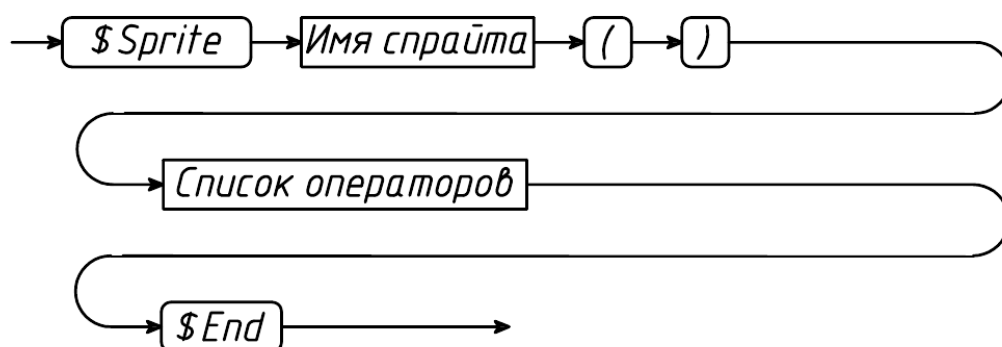 $Sprite Имя спрайта ( )
Список операторов
$End